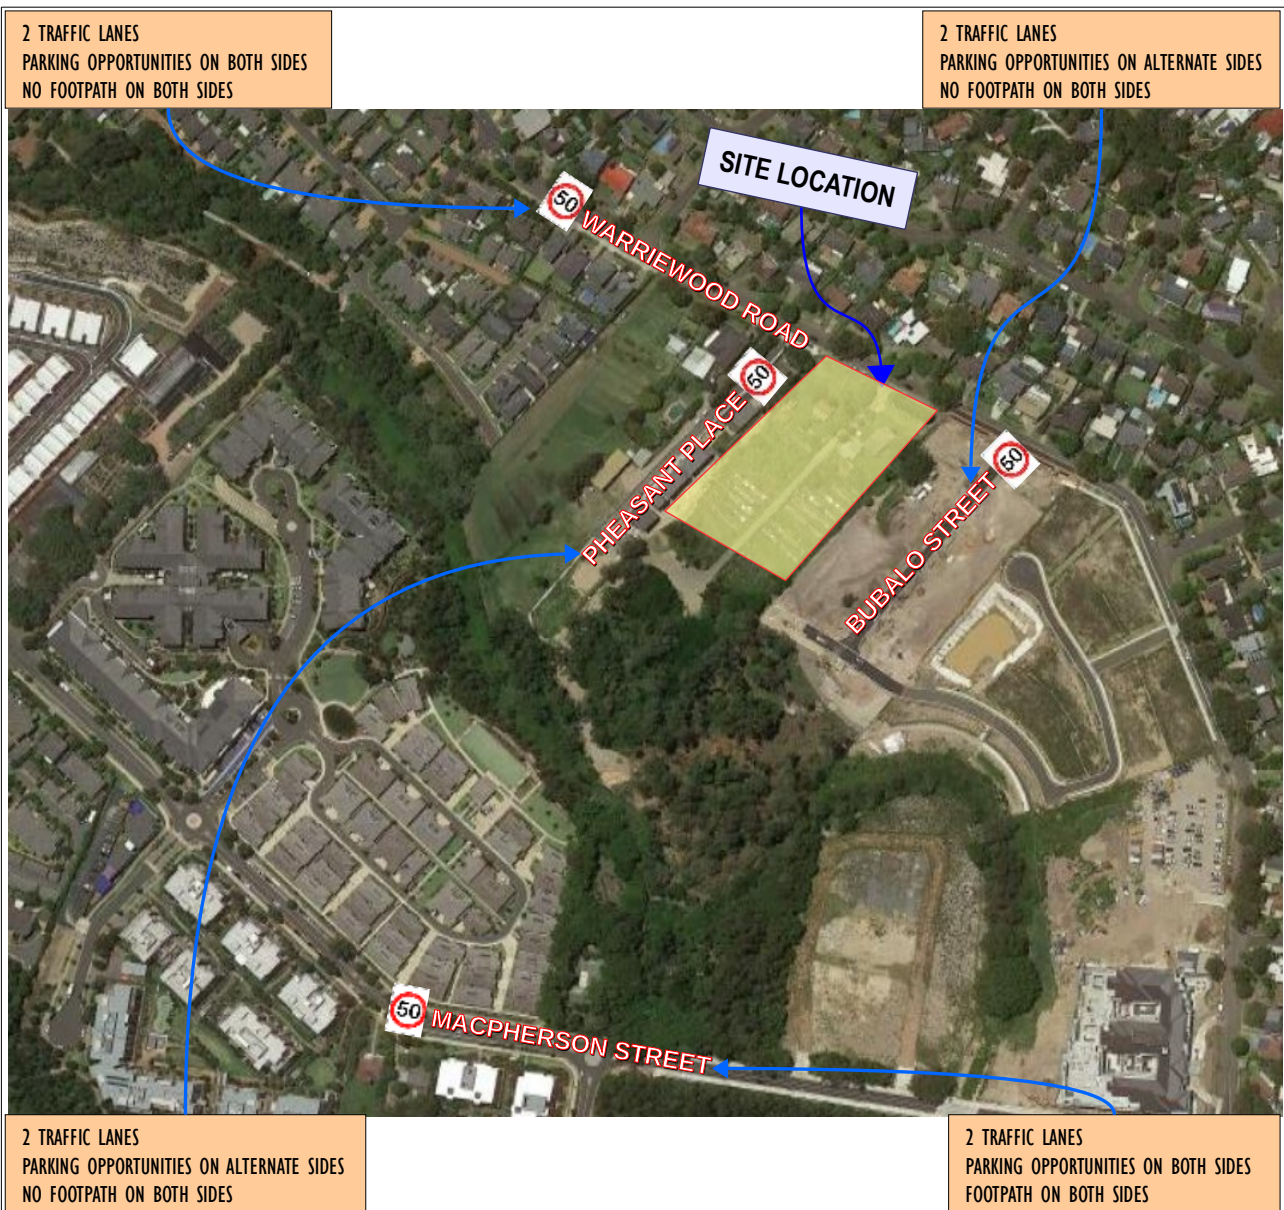 2 TRAFFIC LANES
PARKING OPPORTUNITIES ON BOTH SIDES
NO FOOTPATH ON BOTH SIDES
2 TRAFFIC LANES
PARKING OPPORTUNITIES ON ALTERNATE SIDES
NO FOOTPATH ON BOTH SIDES
SITE LOCATION
50
WARRIEWOOD ROAD
50
PHEASANT PLACE
50
BUBALO STREET
50
MACPHERSON STREET
2 TRAFFIC LANES
PARKING OPPORTUNITIES ON ALTERNATE SIDES
NO FOOTPATH ON BOTH SIDES
2 TRAFFIC LANES
PARKING OPPORTUNITIES ON BOTH SIDES
FOOTPATH ON BOTH SIDES